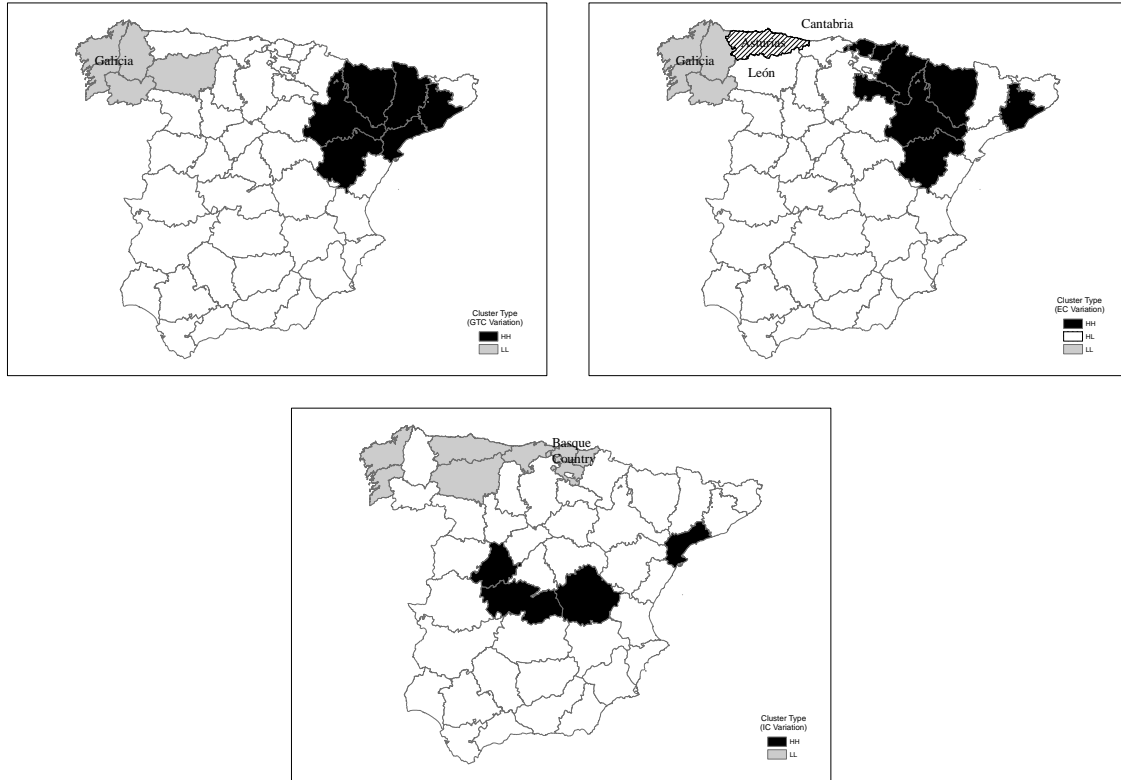 Galicia
Cluster Type
(GTC Variation)
HH
LL
Cantabria
Asturias
Galicia
León
Cluster Type
(EC Variation)
HH
HL
LL
Basque
Country
Cluster Type
(IC Variation)
HH
LL